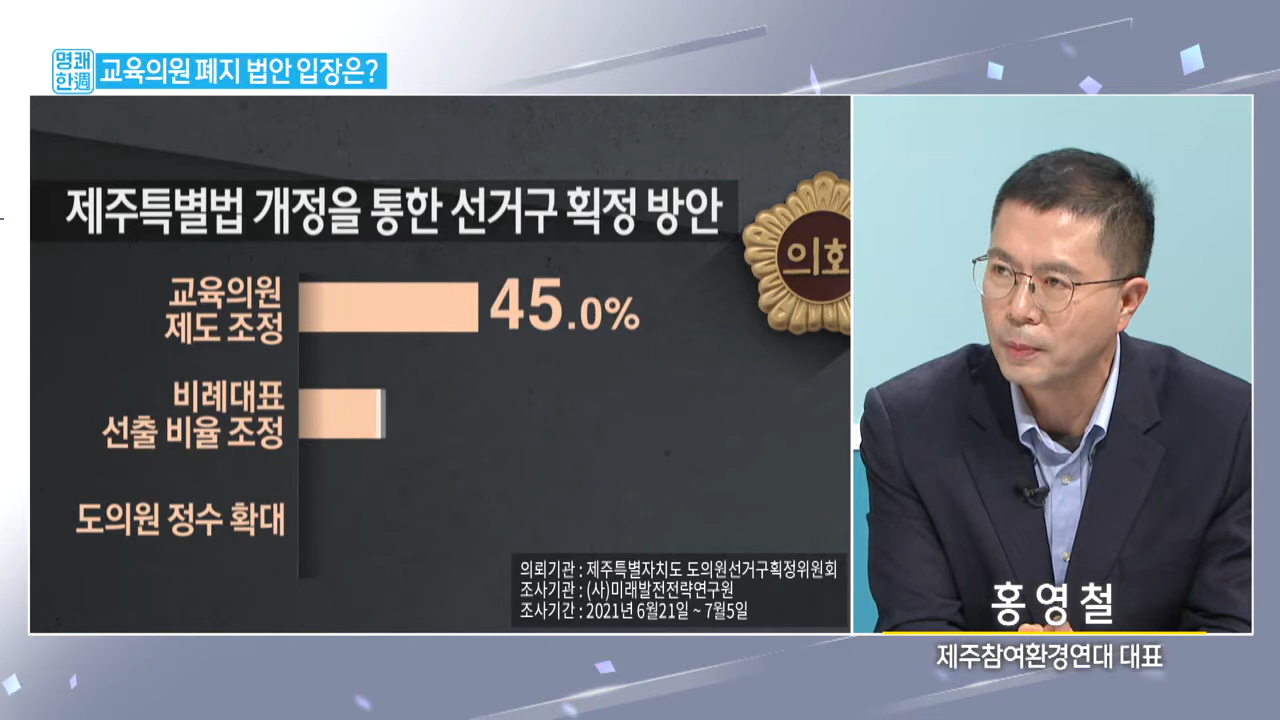 명쾌
한週
교육의원 폐지 법안 입장은?
제주특별법 개정을 통한 선거구 획정 방안
의회
교육의원
제도 조정
45.0%
비례대표
선출 비율 조정
도의원 정수 확대
의뢰기관 : 제주특별자치도 도의원선거구획정위원회
조사기관 : (사)미래발전전략연구원
조사기간 : 2021년 6월21일 ~ 7월5일
홍영철
제주참여환경연대 대표